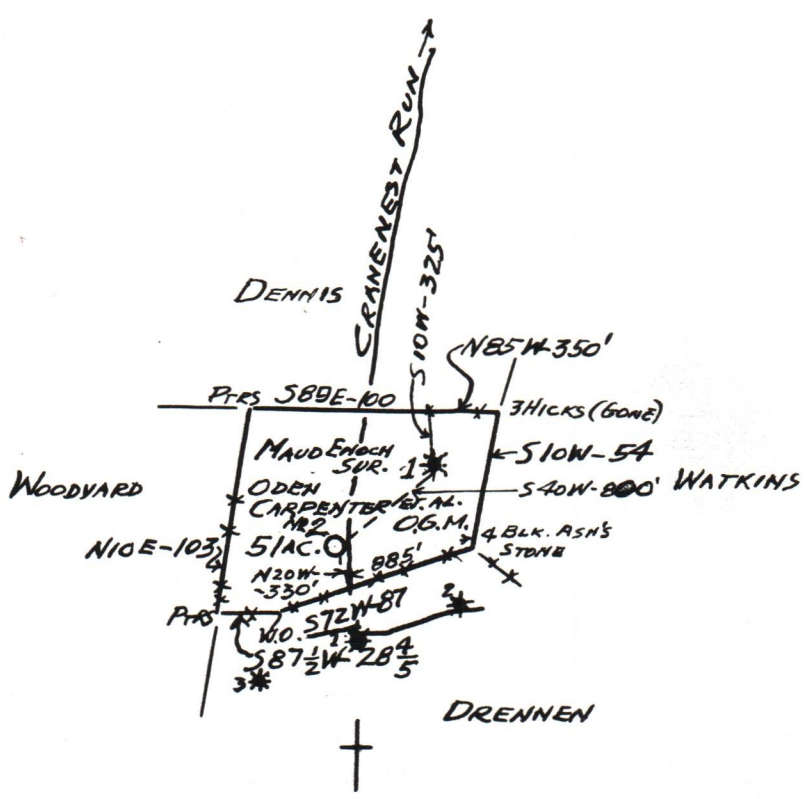 CRANENEST RUN
DENNIS
S10W-325'
N85W-350'
PTRS S89E-100
3 HICKS (GONE)
MAUD ENOCH
SUR. 1
S10W-54
WOODYARD
ODEN
CARPENTER ET. AL.
S40W-800' WATKINS
No 2
O.G.M.
4 BLK. ASH'S
STONE
N10E-103
51 AC.
885'
N20W
-330'
2
PTRS
S72W-87
W.O.
1
S87½W-28⅘
3
DRENNEN